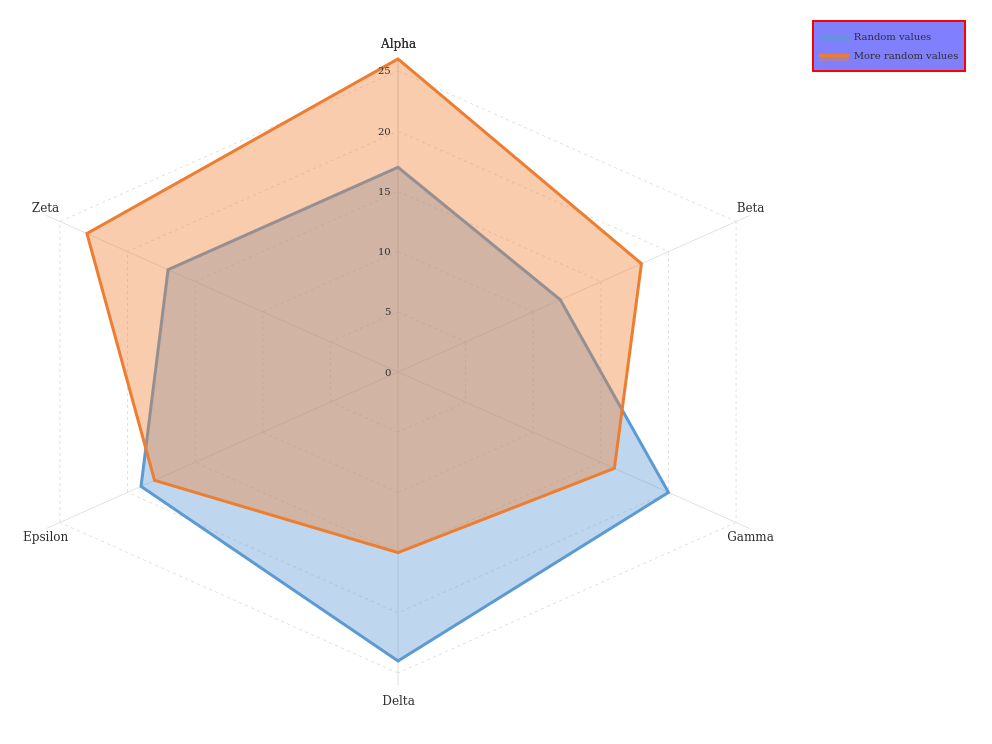 Alpha
Random values
More random values
25
20
15
10
5
0
Zeta
Beta
Epsilon
Gamma
Delta